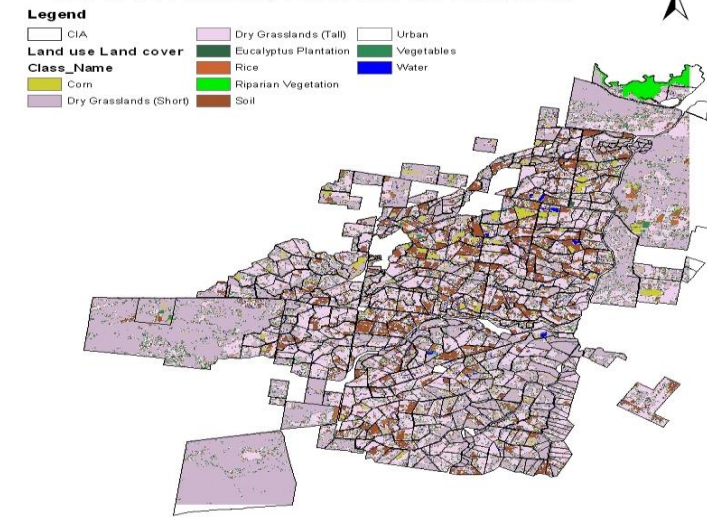 Legend
CIA
Land use Land cover
Class_Name
Corn
Dry Grasslands (Short)
Dry Grasslands (Tall)
Eucalyptus Plantation
Rice
Riparian Vegetation
Soil
Urban
Vegetables
Water